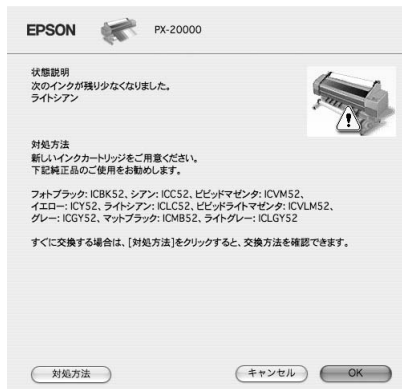 EPSON PX-20000
状態説明
次のインクが残り少なくなりました。
ライトシアン
対処方法
新しいインクカートリッジをご用意ください。
下記純正品のご使用をお勧めします。
フォトブラック: ICBK52、シアン: ICC52、ビビッドマゼンタ: ICVM52、
イエロー: ICY52、ライトシアン: ICLC52、ビビッドライトマゼンタ: ICVLM52、
グレー: ICGY52、マットブラック: ICMB52、ライトグレー: ICLGY52
すぐに交換する場合は、[対処方法]をクリックすると、交換方法を確認できます。
対処方法 キャンセル OK